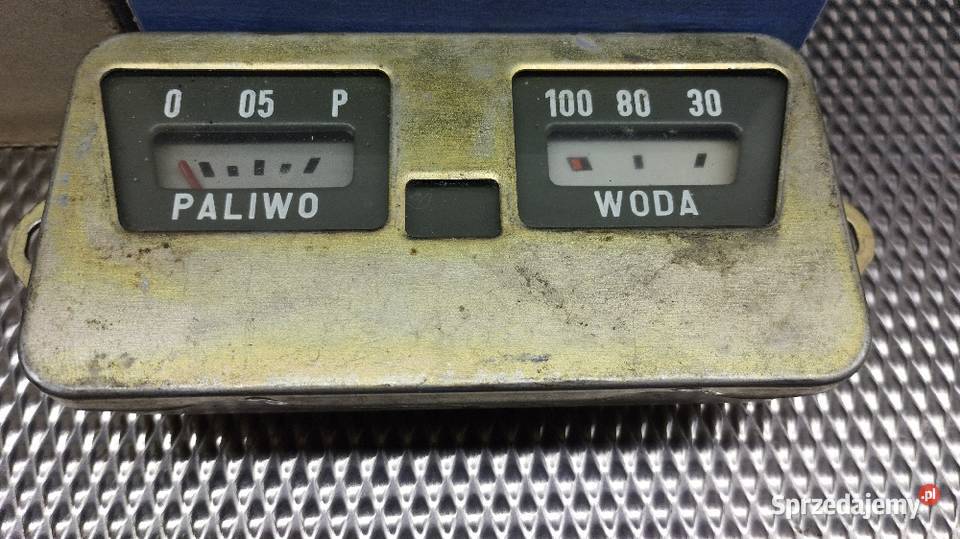 0 05 P
PALIWO
100 80 30
WODA
Sprzedajemy.pl